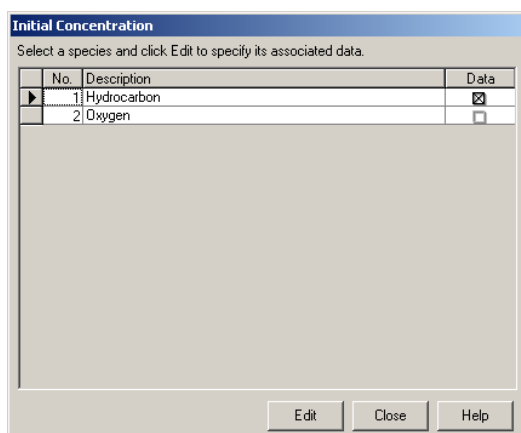 Initial Concentration
Select a species and click Edit to specify its associated data.
No. Description Data
1 Hydrocarbon
2 Oxygen
Edit Close Help